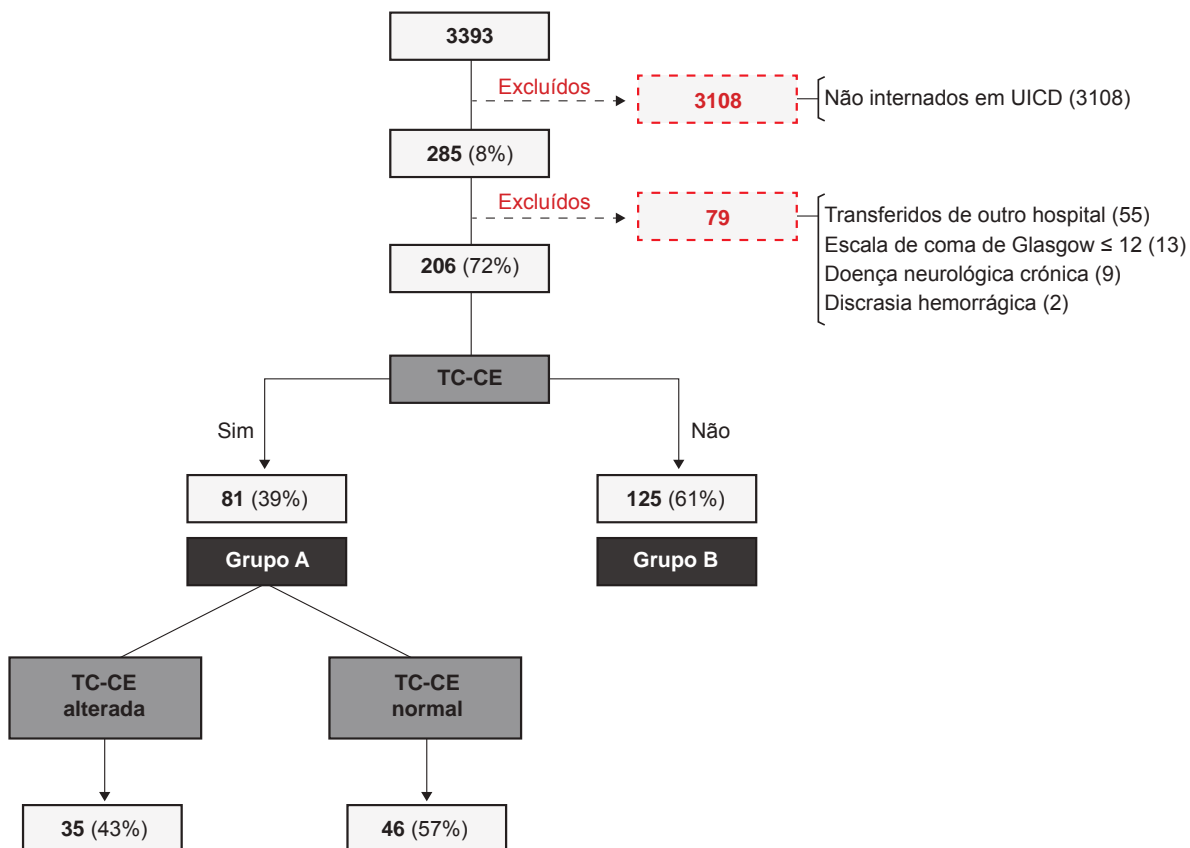 3393
Excluídos
3108
Não internados em UICD (3108)
285 (8%)
Excluídos
79
Transferidos de outro hospital (55)
Escala de coma de Glasgow ≤ 12 (13)
Doença neurológica crónica (9)
Discrasia hemorrágica (2)
206 (72%)
TC-CE
Sim
Não
81 (39%)
125 (61%)
Grupo A
Grupo B
TC-CE
alterada
TC-CE
normal
35 (43%)
46 (57%)